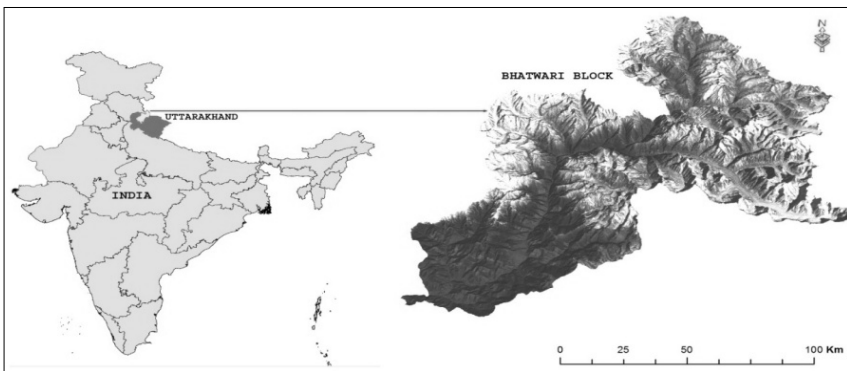 N
BHATWARI BLOCK
UTTARAKHAND
INDIA
0 25 50 100 Km